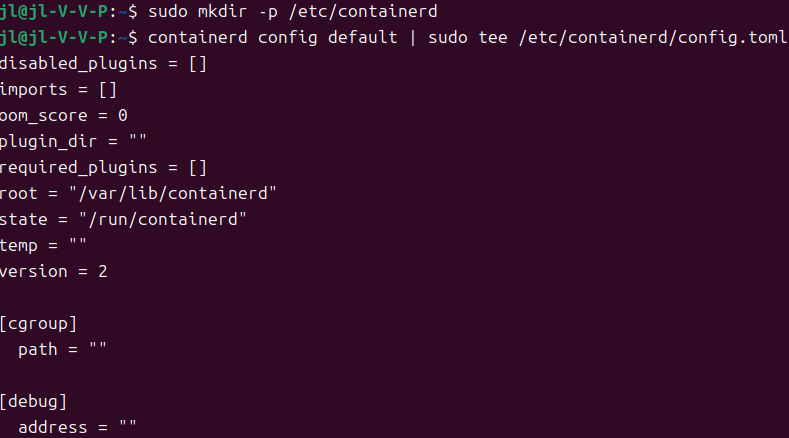 jl@jl-V-V-P:~$ sudo mkdir -p /etc/containerd
jl@jl-V-V-P:~$ containerd config default | sudo tee /etc/containerd/config.toml
disabled_plugins = []
imports = []
oom_score = 0
plugin_dir = ""
required_plugins = []
root = "/var/lib/containerd"
state = "/run/containerd"
temp = ""
version = 2
[cgroup]
  path = ""
[debug]
  address = ""